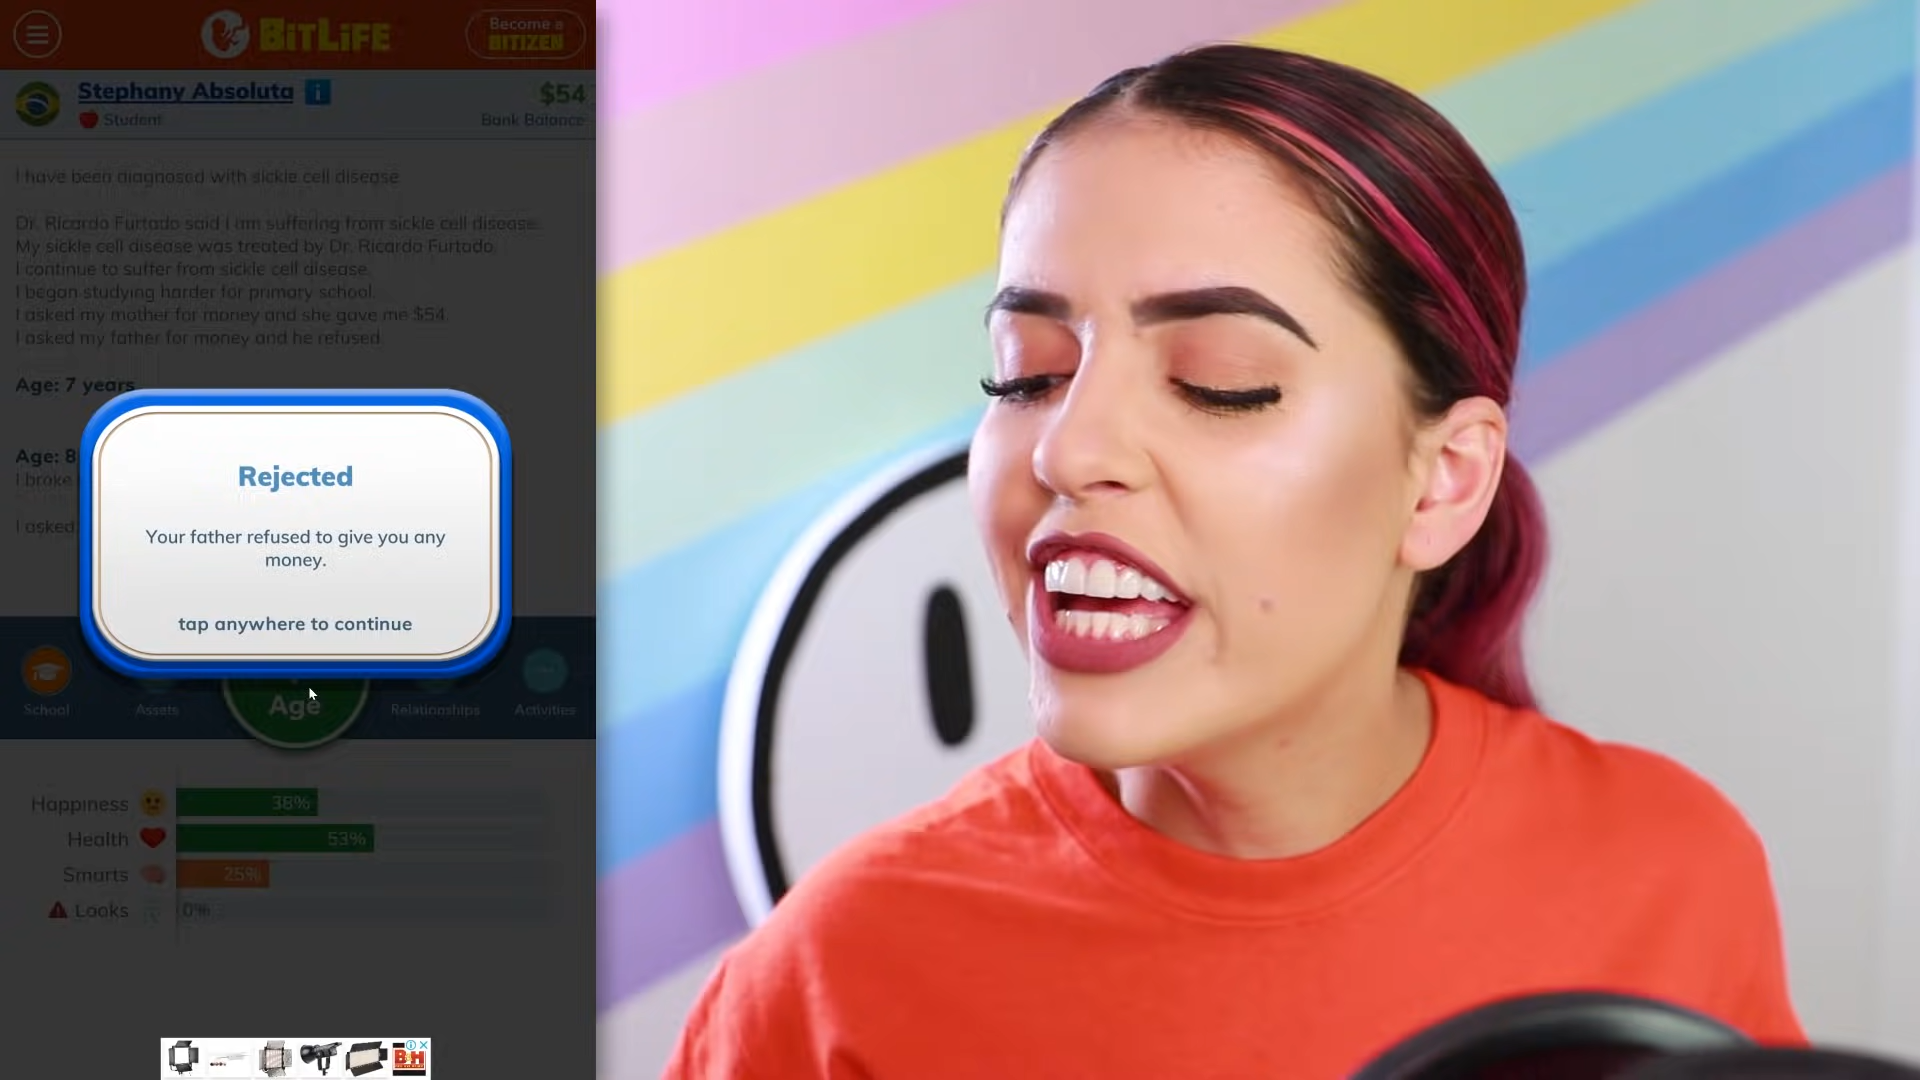 Become a
BITLIFE
BITIZEN
Stephany Absoluta i
$54
Student
Bank Balance
I have been diagnosed with sickle cell disease
Dr. Ricardo Furtado said I am suffering from sickle cell disease.
My sickle cell disease was treated by Dr. Ricardo Furtado.
I continue to suffer from sickle cell disease.
I began studying harder for primary school.
I asked my mother for money and she gave me $54.
I asked my father for money and he refused.
Age: 7 years
Age: 8
I broke
I asked
Rejected
Your father refused to give you any
money.
tap anywhere to continue
School
Assets
Age
Relationships
Activities
Happiness 38%
Health 53%
Smarts 25%
Looks 0%
B&H